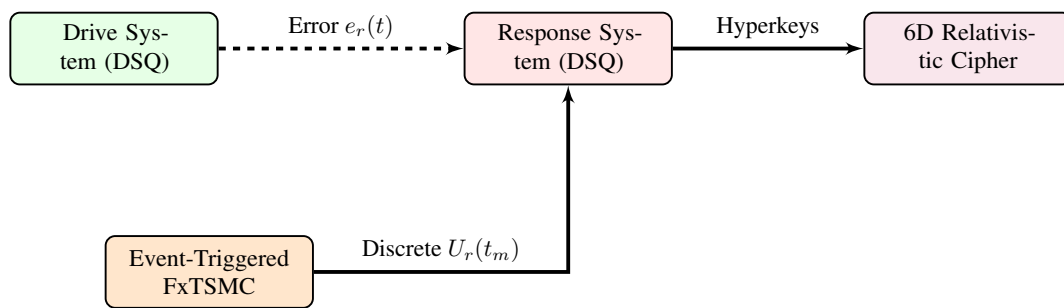 Drive Sys-
tem (DSQ)
Error $e_r(t)$
Response Sys-
tem (DSQ)
Hyperkeys
6D Relativis-
tic Cipher
Event-Triggered
FxTSMC
Discrete $U_r(t_m)$